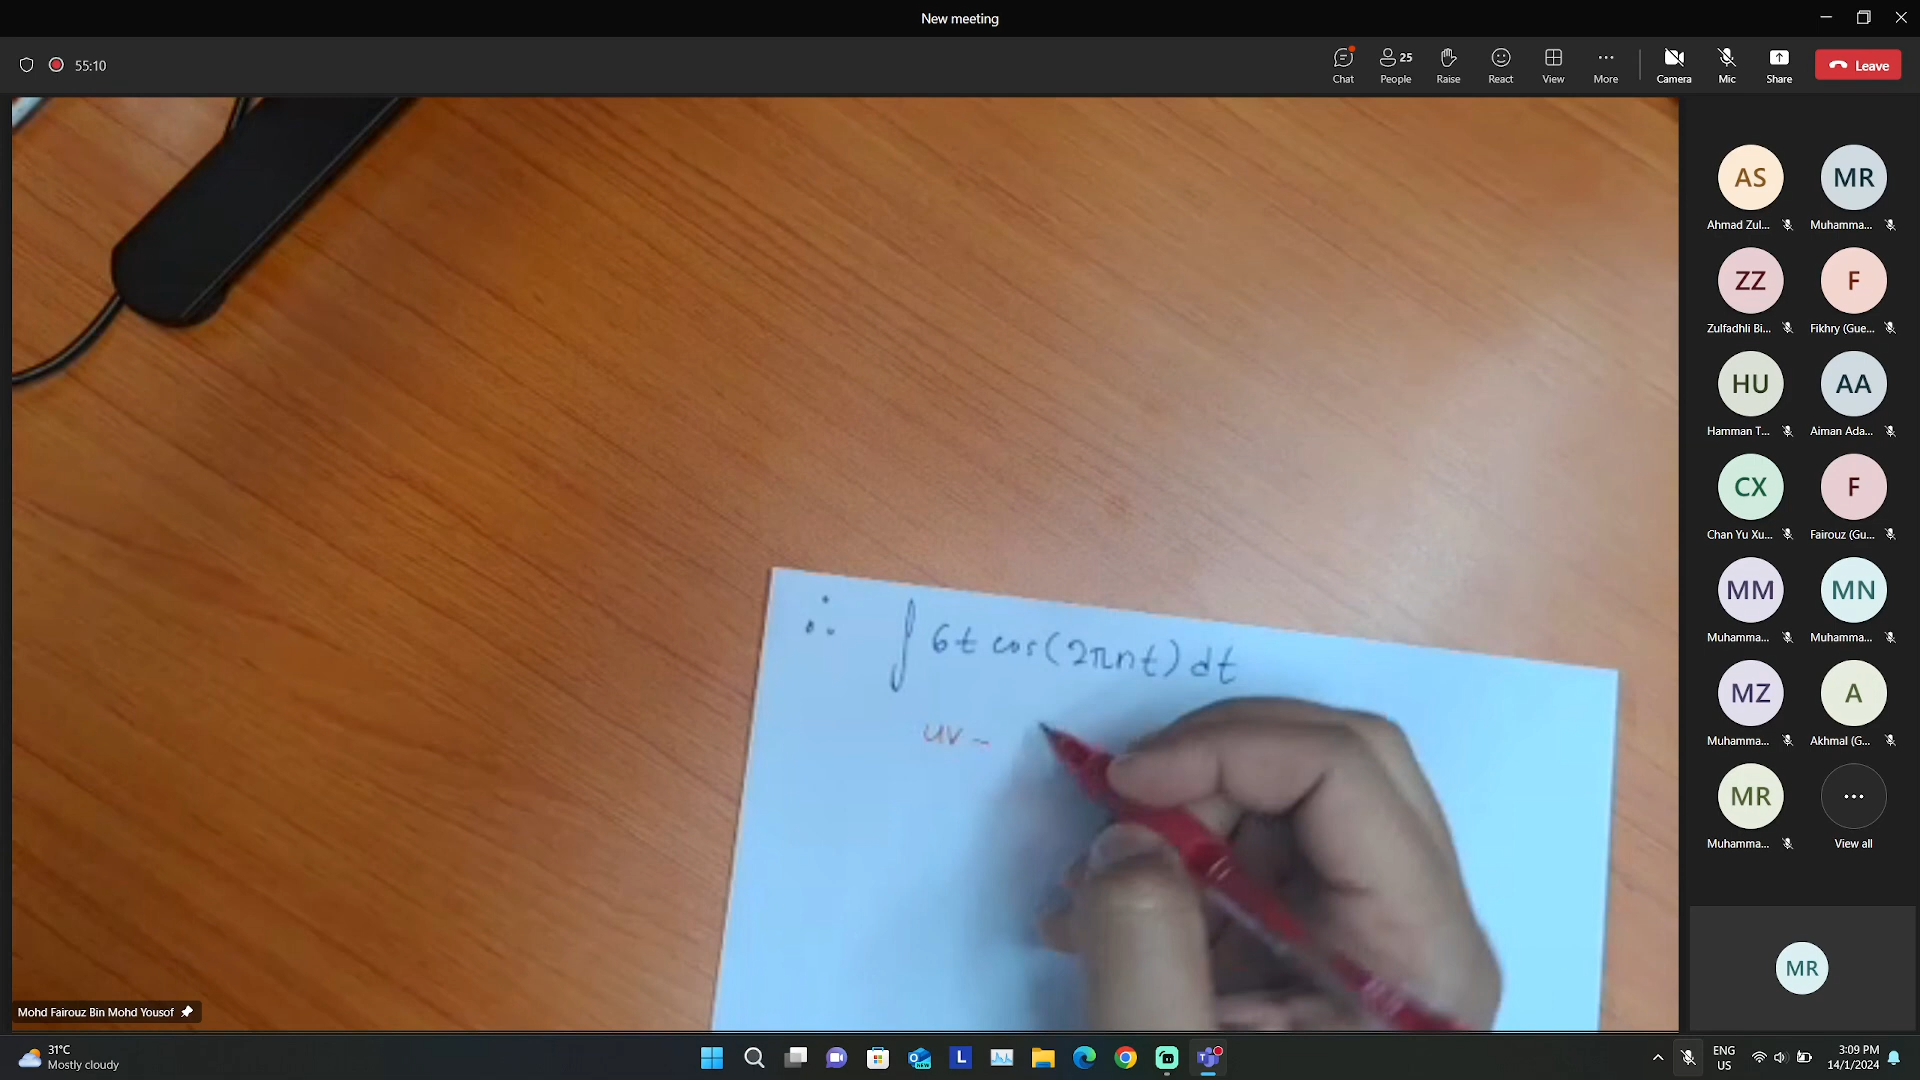 New meeting
55:10
Chat
25
People
Raise
React
View
More
Camera
Mic
Share
Leave
∴ ∫ 6t cos(2πnt) dt
uv -
AS
Ahmad Zul...
MR
Muhamma...
ZZ
Zulfadhli Bi...
F
Fikhry (Gue...
HU
Hamman T...
AA
Aiman Ada...
CX
Chan Yu Xu...
F
Fairouz (Gu...
MM
Muhamma...
MN
Muhamma...
MZ
Muhamma...
A
Akhmal (G...
MR
Muhamma...
View all
MR
Mohd Fairouz Bin Mohd Yousof
31°C
Mostly cloudy
NEW
L
ENG
US
3:09 PM
14/1/2024